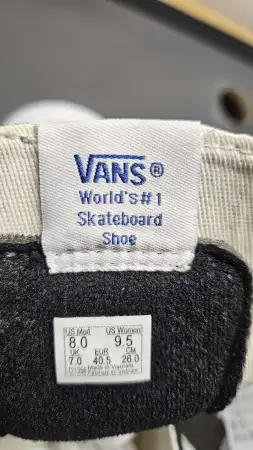 VANS®
World's #1
Skateboard
Shoe
US Men US Women
8.0 9.5
UK EUR CM
7.0 40.5 26.0
Made in Vietnam